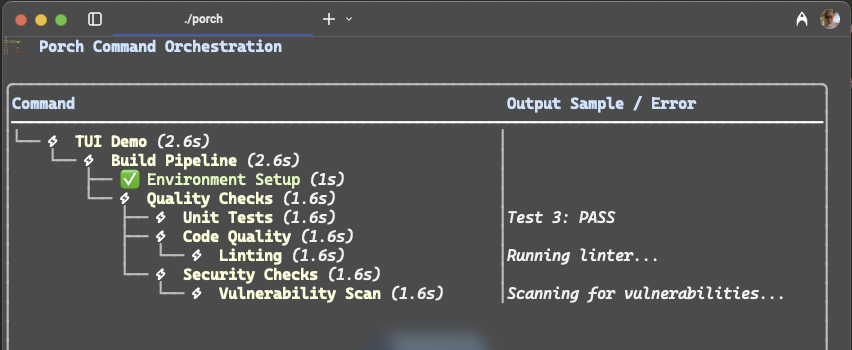 ./porch
Porch Command Orchestration
Command Output Sample / Error
TUI Demo (2.6s)
Build Pipeline (2.6s)
Environment Setup (1s)
Quality Checks (1.6s)
Unit Tests (1.6s) Test 3: PASS
Code Quality (1.6s)
Linting (1.6s) Running linter...
Security Checks (1.6s)
Vulnerability Scan (1.6s) Scanning for vulnerabilities...